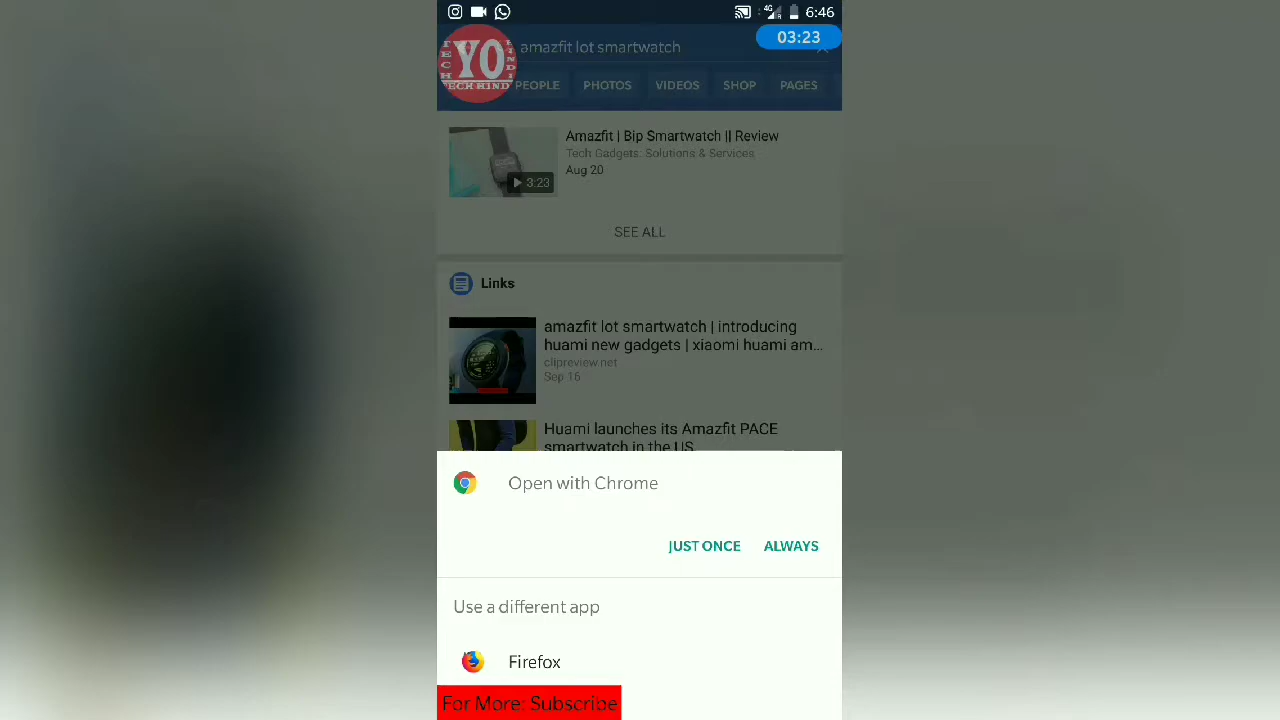 6:46
03:23
YO
TECH HINDI
amazfit lot smartwatch
PEOPLE PHOTOS VIDEOS SHOP PAGES
Amazfit | Bip Smartwatch || Review
Tech Gadgets: Solutions & Services
Aug 20
3:23
SEE ALL
Links
amazfit lot smartwatch | introducing
huami new gadgets | xiaomi huami am...
clipreview.net
Sep 16
Huami launches its Amazfit PACE
smartwatch in the US
Open with Chrome
JUST ONCE ALWAYS
Use a different app
Firefox
For More: Subscribe